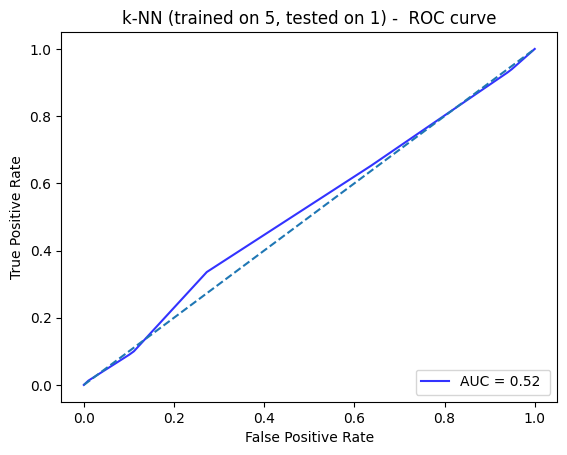 k-NN (trained on 5, tested on 1) -  ROC curve
1.0
0.8
0.6
0.4
0.2
0.0
True Positive Rate
AUC = 0.52
0.0 0.2 0.4 0.6 0.8 1.0
False Positive Rate